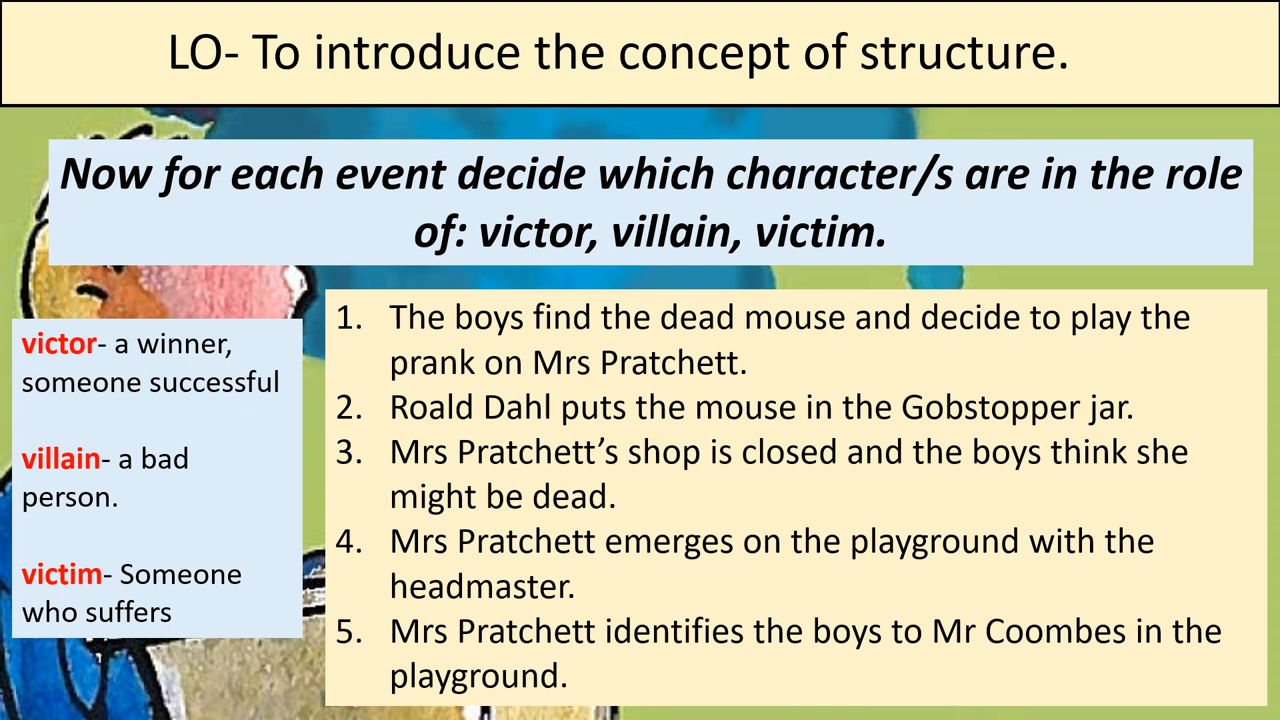 LO- To introduce the concept of structure.
Now for each event decide which character/s are in the role
of: victor, villain, victim.
victor- a winner,
someone successful
villain- a bad
person.
victim- Someone
who suffers
1. The boys find the dead mouse and decide to play the
prank on Mrs Pratchett.
2. Roald Dahl puts the mouse in the Gobstopper jar.
3. Mrs Pratchett’s shop is closed and the boys think she
might be dead.
4. Mrs Pratchett emerges on the playground with the
headmaster.
5. Mrs Pratchett identifies the boys to Mr Coombes in the
playground.